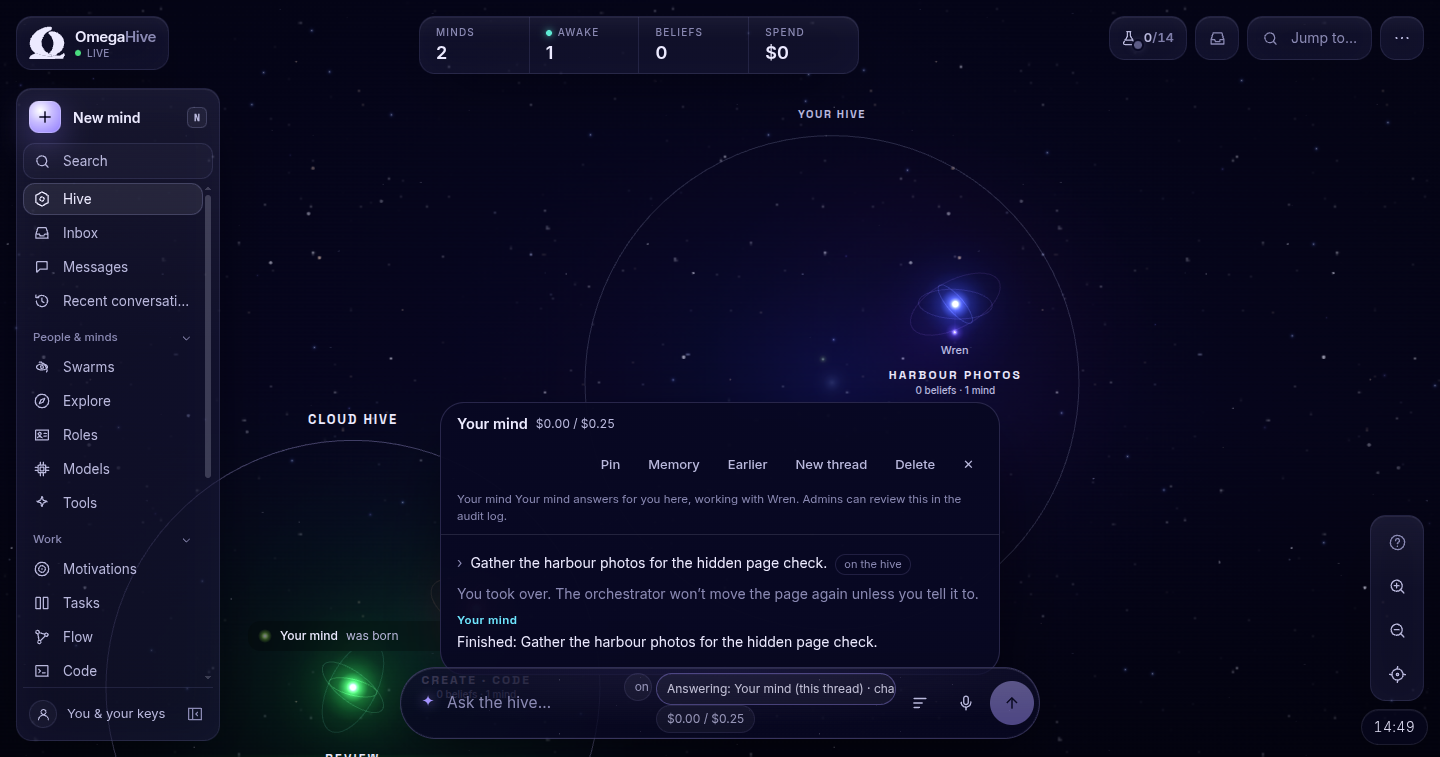 OmegaHive
LIVE
MINDS
2
AWAKE
1
BELIEFS
0
SPEND
$0
0/14
Jump to...
New mind
N
Search
Hive
Inbox
Messages
Recent conversati...
People & minds
Swarms
Explore
Roles
Models
Tools
Work
Motivations
Tasks
Flow
Code
You & your keys
YOUR HIVE
Wren
HARBOUR PHOTOS
0 beliefs · 1 mind
CLOUD HIVE
Your mind $0.00 / $0.25
Pin
Memory
Earlier
New thread
Delete
×
Your mind Your mind answers for you here, working with Wren. Admins can review this in the
audit log.
› Gather the harbour photos for the hidden page check.
on the hive
You took over. The orchestrator won’t move the page again unless you tell it to.
Your mind
Finished: Gather the harbour photos for the hidden page check.
Your mind was born
CREATE · CODE
0 beliefs · 1 mind
Ask the hive...
on
Answering: Your mind (this thread) · cha
$0.00 / $0.25
REVIEW
14:49